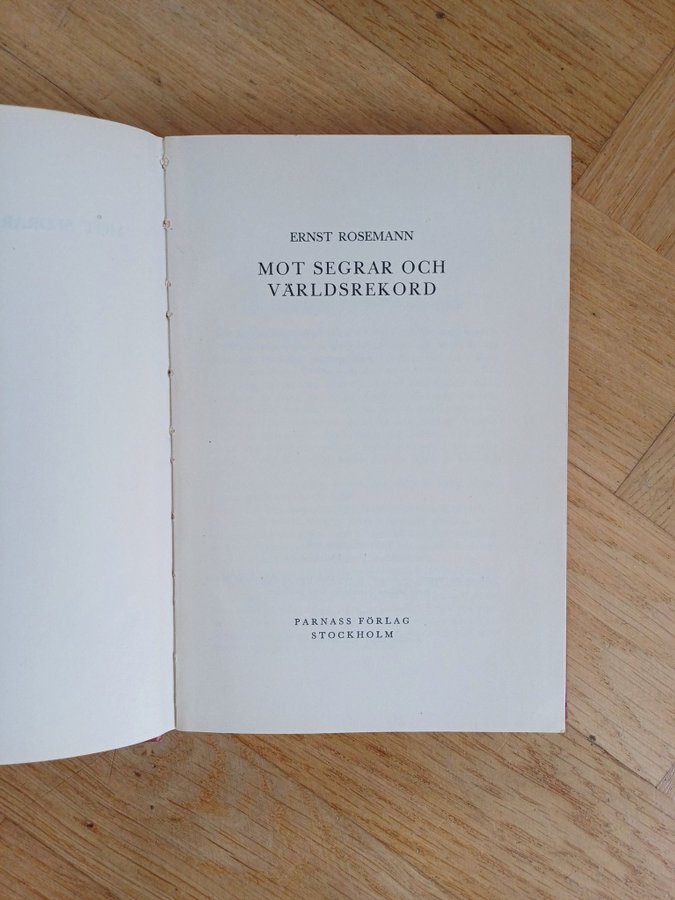 ERNST ROSEMANN
MOT SEGRAR OCH
VÄRLDSREKORD
PARNASS FÖRLAG
STOCKHOLM